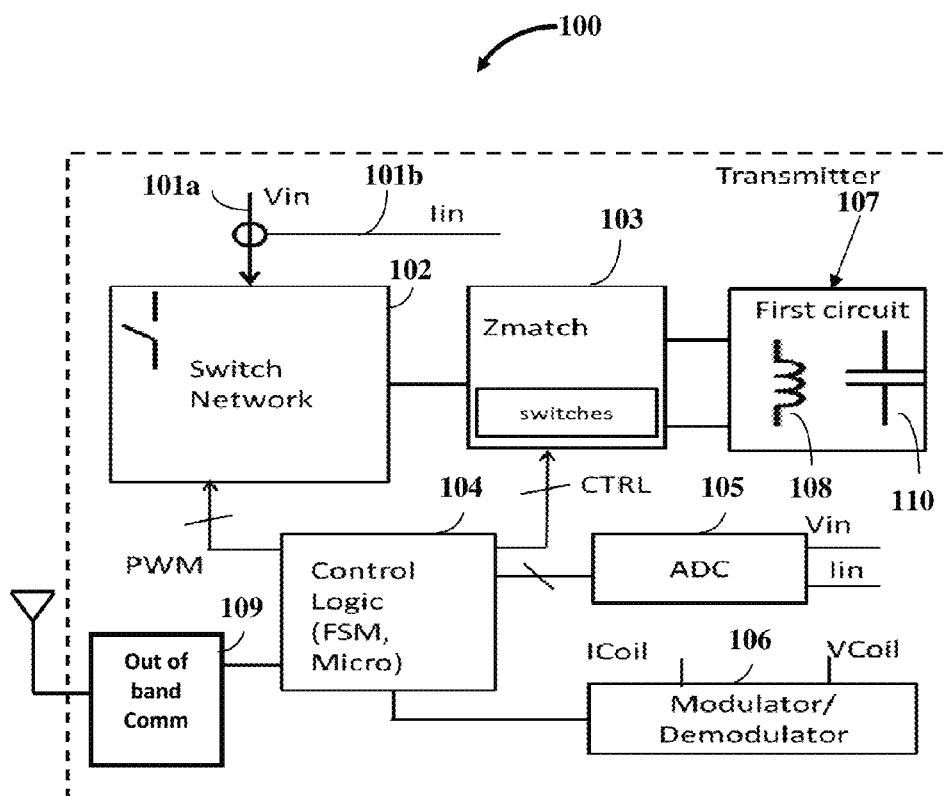 100
Transmitter
101a
Vin
101b
Iin
107
103
102
Zmatch
First circuit
Switch
Network
switches
104
CTRL
105
108
110
PWM
Control
Logic
(FSM,
Micro)
ADC
Vin
Iin
109
Out of
band
Comm
ICoil
106
VCoil
Modulator/
Demodulator